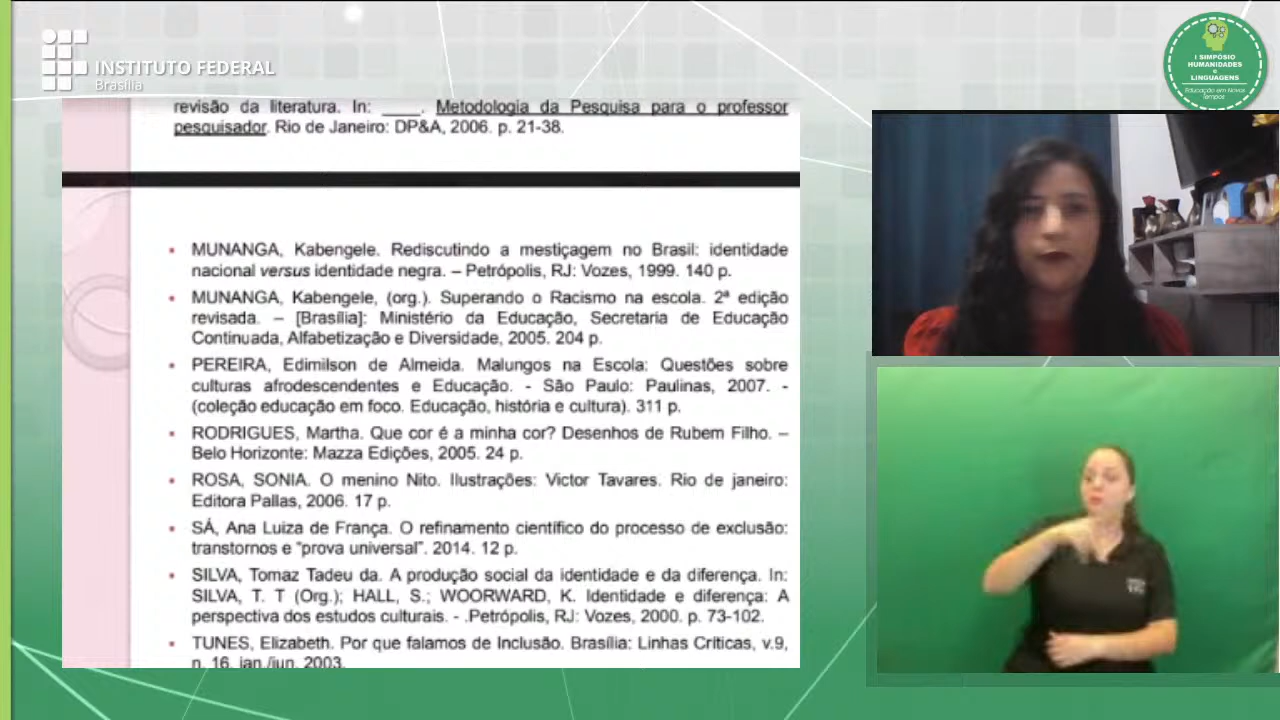 INSTITUTO FEDERAL
Brasília
I SIMPÓSIO
HUMANIDADES
e
LINGUAGENS
Educação em Novos
Tempos
revisão da literatura. In: ____. Metodologia da Pesquisa para o professor
pesquisador. Rio de Janeiro: DP&A, 2006. p. 21-38.
MUNANGA, Kabengele. Rediscutindo a mestiçagem no Brasil: identidade
nacional versus identidade negra. – Petrópolis, RJ: Vozes, 1999. 140 p.
MUNANGA, Kabengele, (org.). Superando o Racismo na escola. 2ª edição
revisada. – [Brasília]: Ministério da Educação, Secretaria de Educação
Continuada, Alfabetização e Diversidade, 2005. 204 p.
PEREIRA, Edimilson de Almeida. Malungos na Escola: Questões sobre
culturas afrodescendentes e Educação. - São Paulo: Paulinas, 2007. -
(coleção educação em foco. Educação, história e cultura). 311 p.
RODRIGUES, Martha. Que cor é a minha cor? Desenhos de Rubem Filho. –
Belo Horizonte: Mazza Edições, 2005. 24 p.
ROSA, SONIA. O menino Nito. Ilustrações: Victor Tavares. Rio de janeiro:
Editora Pallas, 2006. 17 p.
SÁ, Ana Luiza de França. O refinamento científico do processo de exclusão:
transtornos e “prova universal”. 2014. 12 p.
SILVA, Tomaz Tadeu da. A produção social da identidade e da diferença. In:
SILVA, T. T (Org.); HALL, S.; WOORWARD, K. Identidade e diferença: A
perspectiva dos estudos culturais. - .Petrópolis, RJ: Vozes, 2000. p. 73-102.
TUNES, Elizabeth. Por que falamos de Inclusão. Brasília: Linhas Críticas, v.9,
n. 16, jan./jun. 2003.